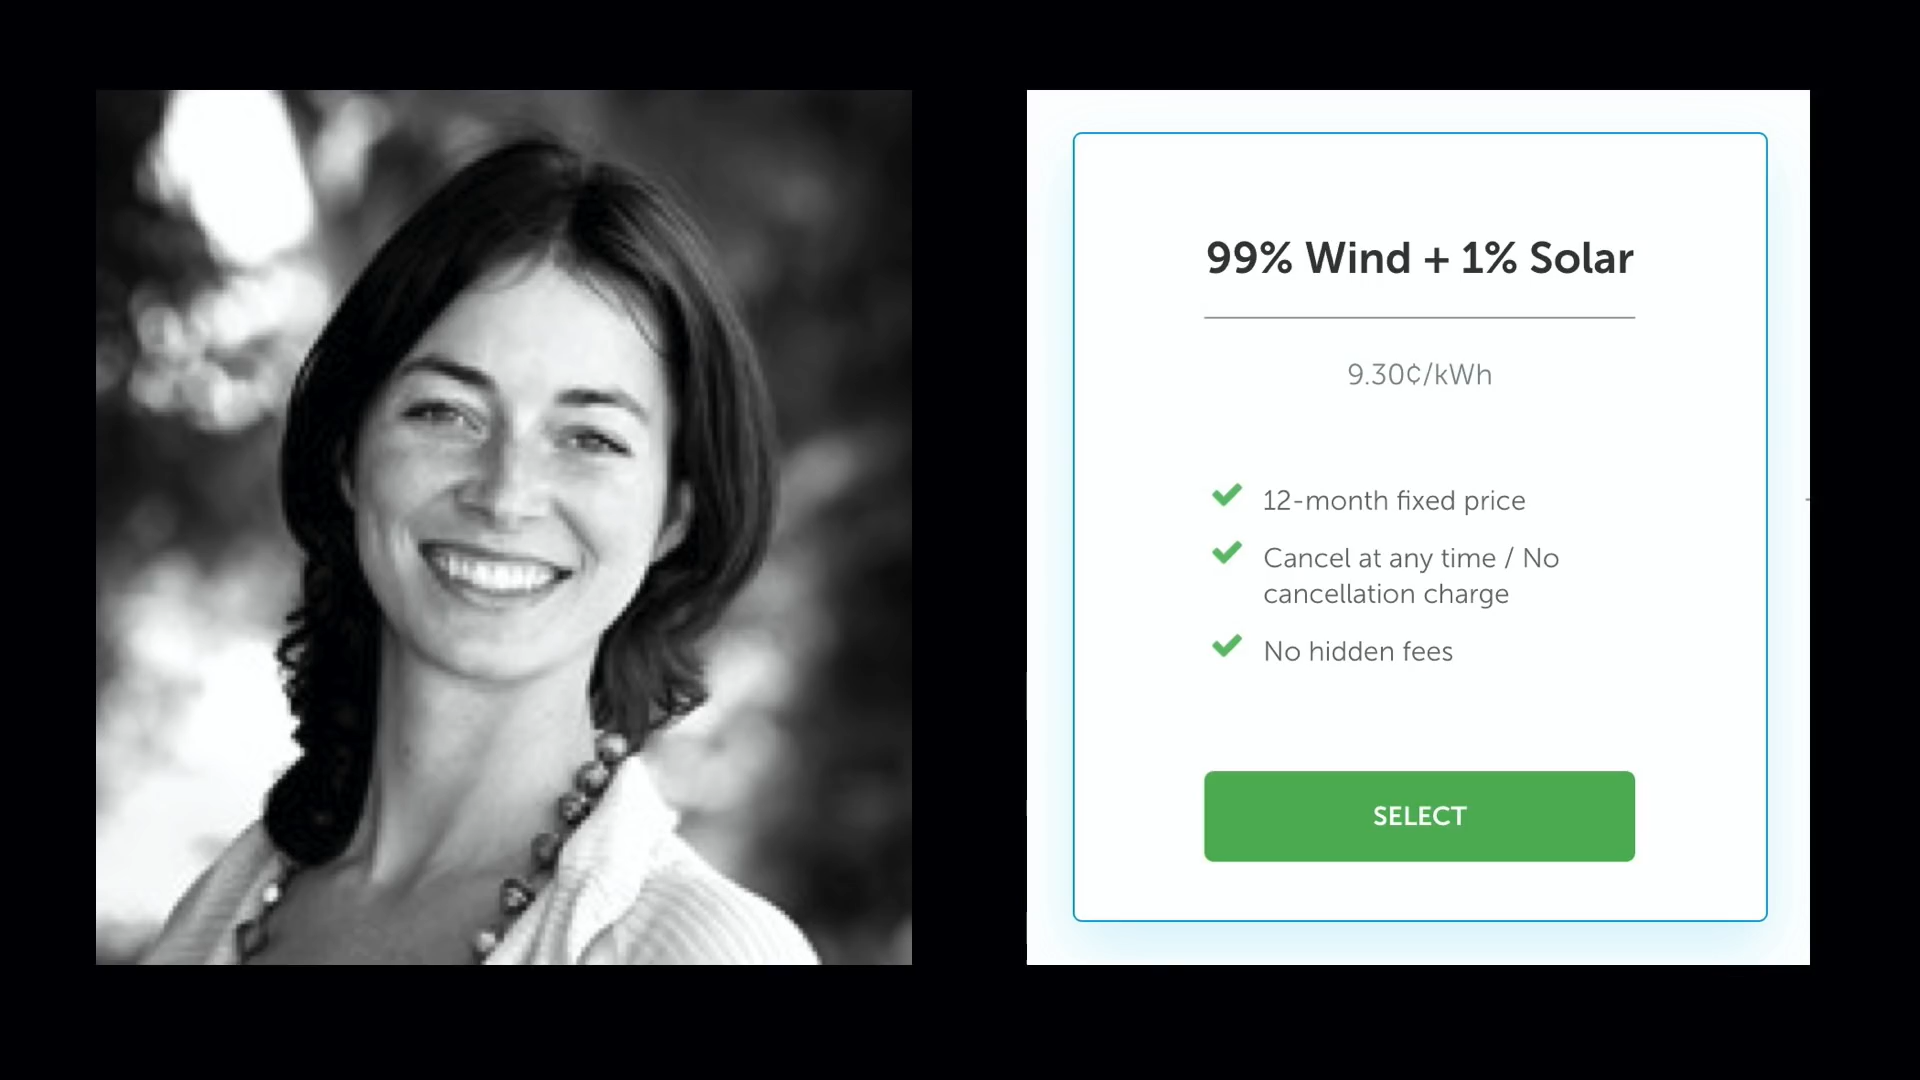 99% Wind + 1% Solar
9.30¢/kWh
12-month fixed price
Cancel at any time / No
cancellation charge
No hidden fees
SELECT